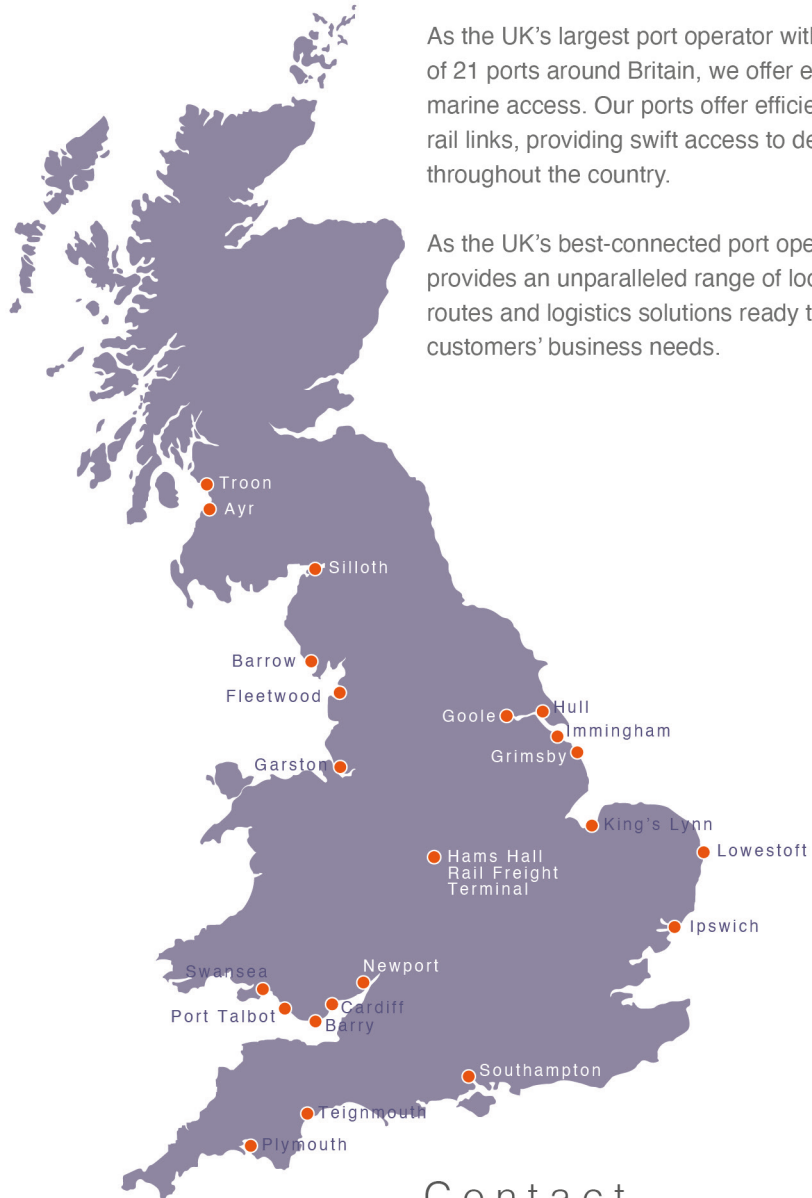 As the UK's largest port operator with
of 21 ports around Britain, we offer e
marine access. Our ports offer efficie
rail links, providing swift access to de
throughout the country.
As the UK's best-connected port ope
provides an unparalleled range of loc
routes and logistics solutions ready t
customers' business needs.
Troon
Ayr
Silloth
Barrow
Fleetwood
Hull
Goole
Immingham
Grimsby
Garston
King's Lynn
Lowestoft
Hams Hall
Rail Freight
Terminal
Ipswich
Newport
Swansea
Cardiff
Port Talbot
Barry
Southampton
Teignmouth
Plymouth
Contact